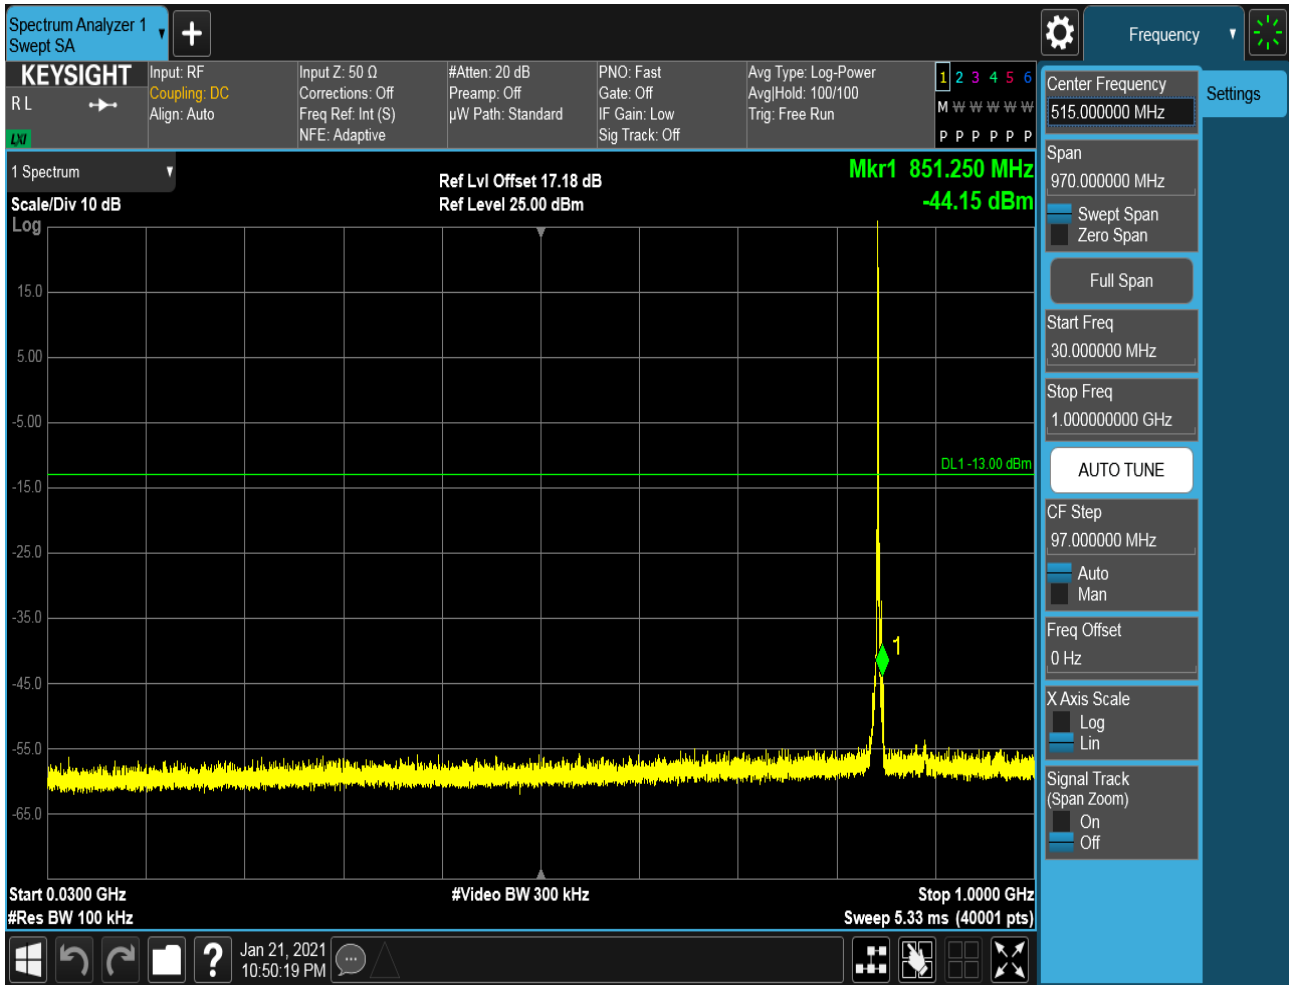 Spectrum Analyzer 1
Swept SA
Frequency
KEYSIGHT
R L
LXI
Input: RF
Coupling: DC
Align: Auto
Input Z: 50 Ω
Corrections: Off
Freq Ref: Int (S)
NFE: Adaptive
#Atten: 20 dB
Preamp: Off
µW Path: Standard
PNO: Fast
Gate: Off
IF Gain: Low
Sig Track: Off
Avg Type: Log-Power
Avg|Hold: 100/100
Trig: Free Run
1 2 3 4 5 6
M W W W W W
P P P P P P
1 Spectrum
Scale/Div 10 dB
Log
Ref Lvl Offset 17.18 dB
Ref Level 25.00 dBm
Mkr1 851.250 MHz
-44.15 dBm
15.0
5.00
-5.00
DL1 -13.00 dBm
-15.0
-25.0
-35.0
1
-45.0
-55.0
-65.0
Start 0.0300 GHz
#Res BW 100 kHz
#Video BW 300 kHz
Stop 1.0000 GHz
Sweep 5.33 ms (40001 pts)
Center Frequency
515.000000 MHz
Settings
Span
970.000000 MHz
Swept Span
Zero Span
Full Span
Start Freq
30.000000 MHz
Stop Freq
1.000000000 GHz
AUTO TUNE
CF Step
97.000000 MHz
Auto
Man
Freq Offset
0 Hz
X Axis Scale
Log
Lin
Signal Track
(Span Zoom)
On
Off
?
Jan 21, 2021
10:50:19 PM